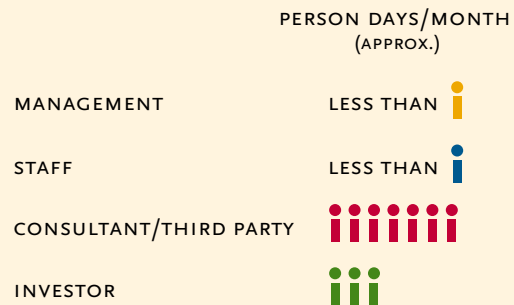 PERSON DAYS/MONTH
(APPROX.)
MANAGEMENT LESS THAN
STAFF LESS THAN
CONSULTANT/THIRD PARTY
INVESTOR